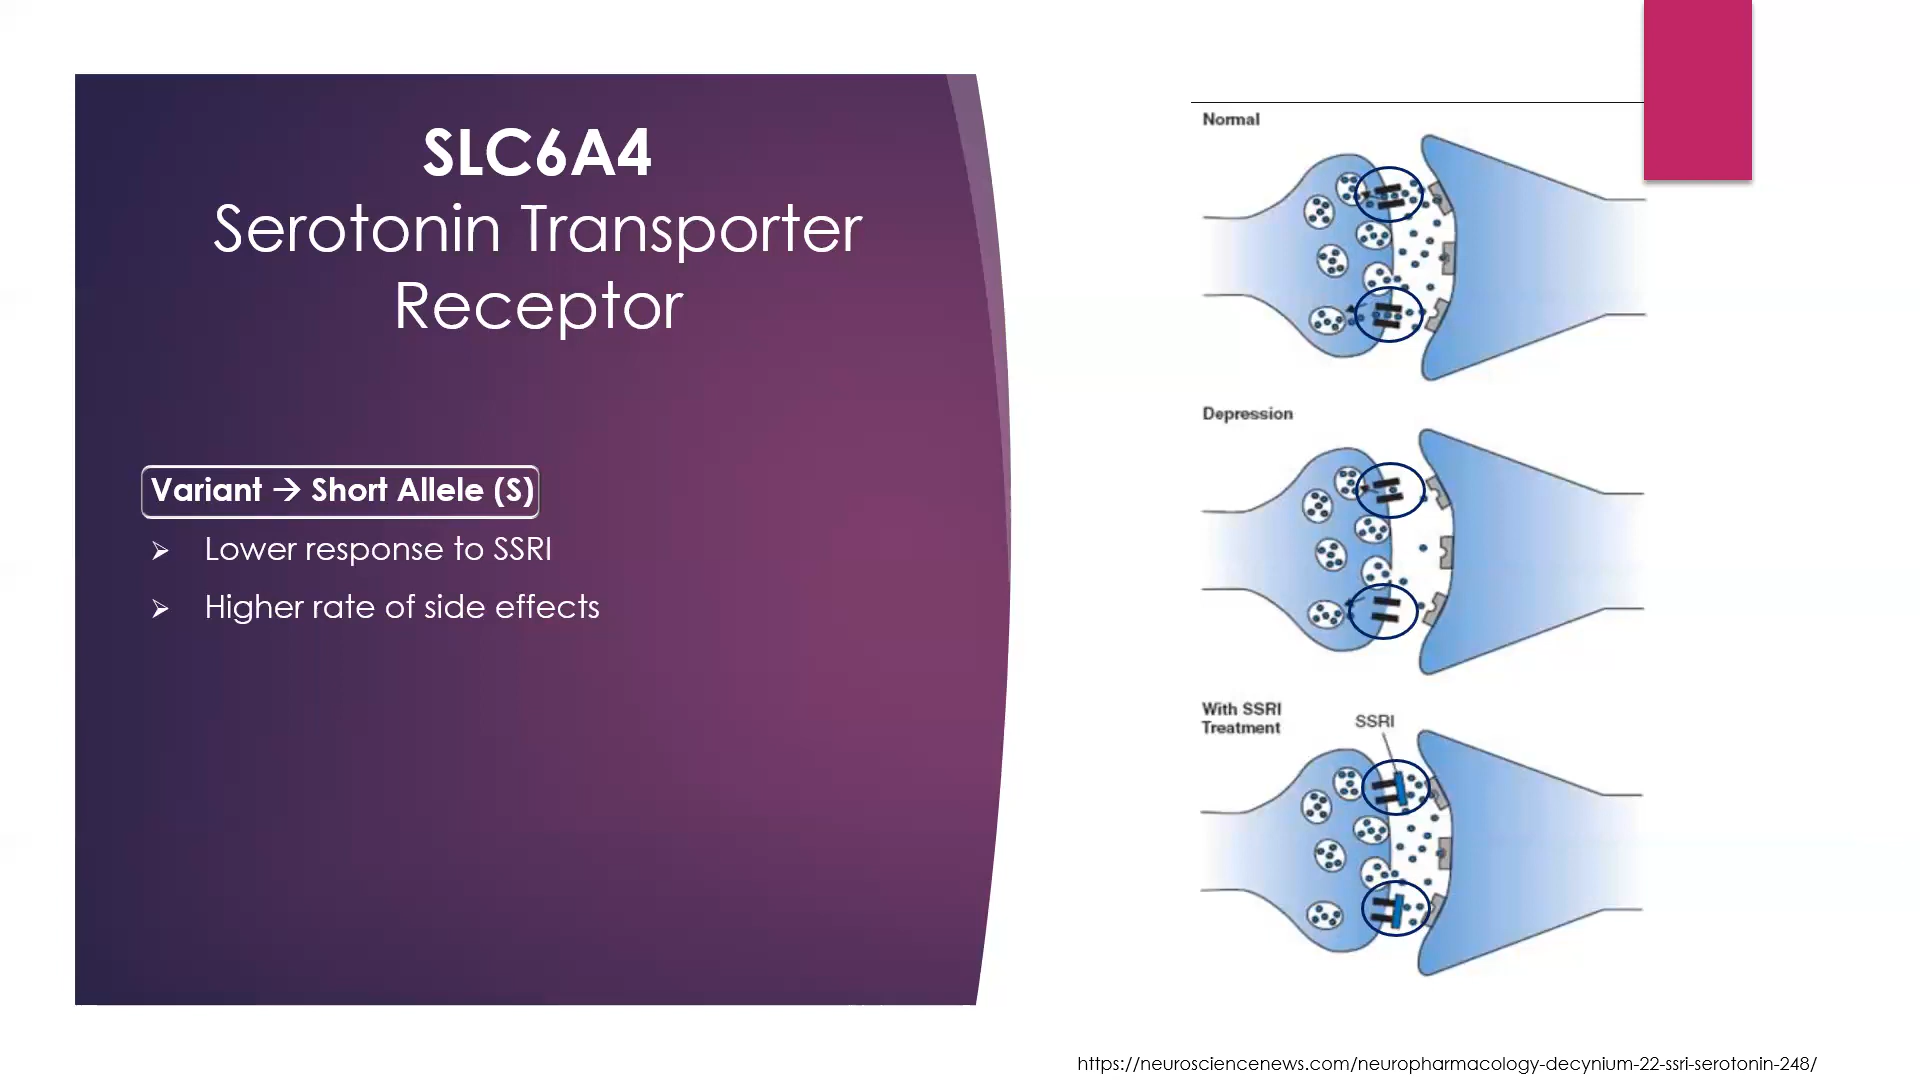 SLC6A4
Serotonin Transporter
Receptor
Variant → Short Allele (S)
➢ Lower response to SSRI
➢ Higher rate of side effects
Normal
Depression
With SSRI
Treatment
SSRI
https://neurosciencenews.com/neuropharmacology-decynium-22-ssri-serotonin-248/